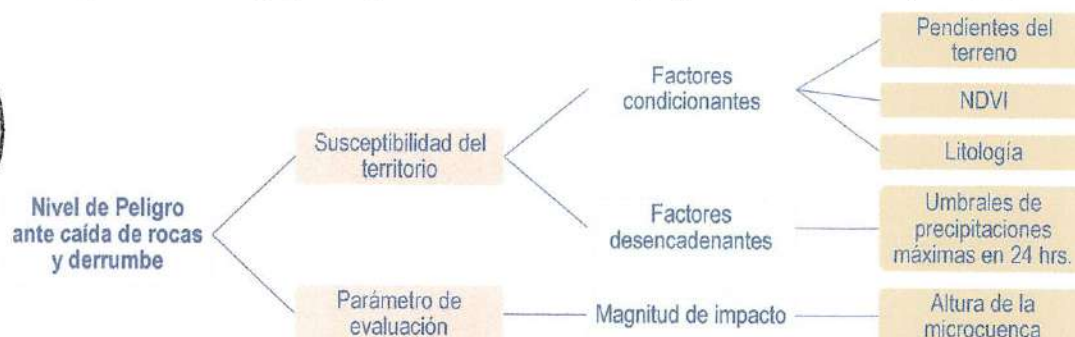 Nivel de Peligro
ante caída de rocas
y derrumbe
Susceptibilidad del
territorio
Parámetro de
evaluación
Factores
condicionantes
Factores
desencadenantes
Magnitud de impacto
Pendientes del
terreno
NDVI
Litología
Umbrales de
precipitaciones
máximas en 24 hrs.
Altura de la
microcuenca